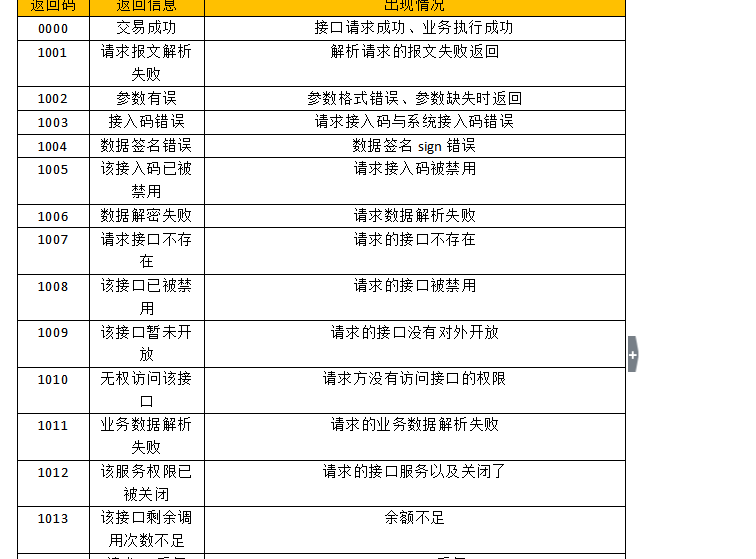 返回码 返回信息 出现情况
0000 交易成功 接口请求成功、业务执行成功
1001 请求报文解析 解析请求的报文失败返回
失败
1002 参数有误 参数格式错误、参数缺失时返回
1003 接入码错误 请求接入码与系统接入码错误
1004 数据签名错误 数据签名 sign 错误
1005 该接入码已被 请求接入码被禁用
禁用
1006 数据解密失败 请求数据解析失败
1007 请求接口不存 请求的接口不存在
在
1008 该接口已被禁 请求的接口被禁用
用
1009 该接口暂未开 请求的接口没有对外开放
放
1010 无权访问该接 请求方没有访问接口的权限
口
1011 业务数据解析 请求的业务数据解析失败
失败
1012 该服务权限已 请求的接口服务以及关闭了
被关闭
1013 该接口剩余调 余额不足
用次数不足